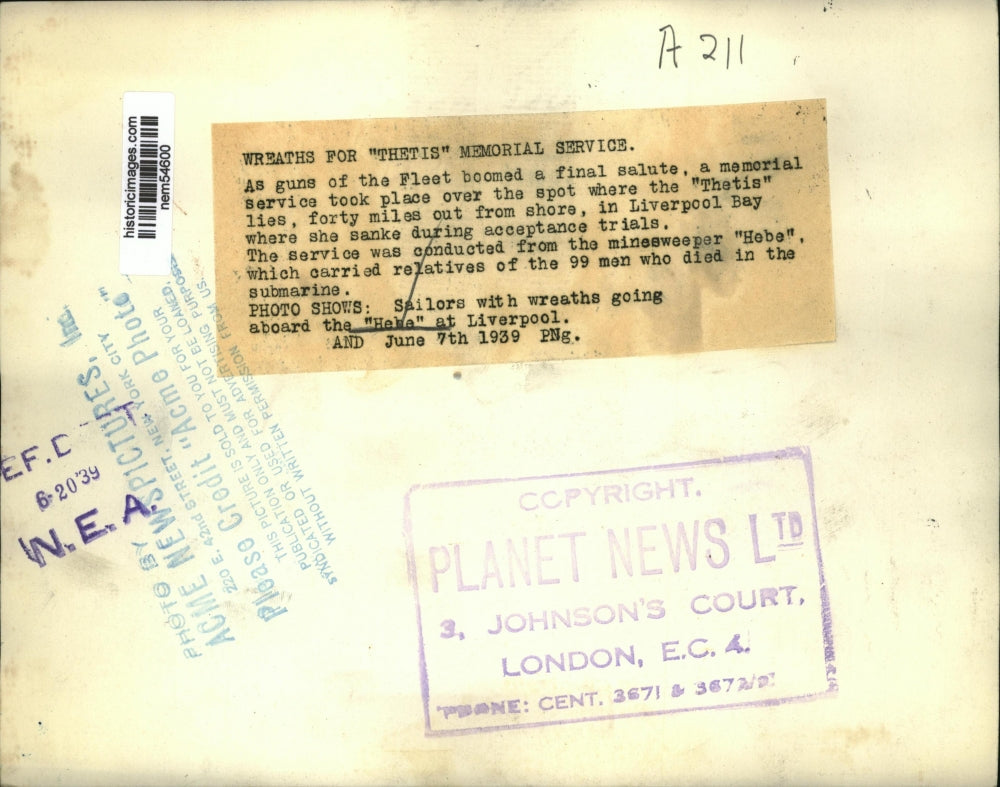 A 211
historicimages.com
nem54600
WREATHS FOR "THETIS" MEMORIAL SERVICE.
As guns of the Fleet boomed a final salute, a memorial
service took place over the spot where the "Thetis"
lies, forty miles out from shore, in Liverpool Bay
where she sanke during acceptance trials.
The service was conducted from the minesweeper "Hebe",
which carried relatives of the 99 men who died in the
submarine.
PHOTO SHOWS: Sailors with wreaths going
aboard the "Hebe" at Liverpool.
AND June 7th 1939 PNg.
PHOTO BY
ACME NEWSPICTURES, Inc.
220 E. 42nd STREET, NEW YORK CITY
Please Credit "Acme Photo"
THIS PICTURE IS SOLD TO YOU FOR YOUR
PUBLICATION ONLY AND MUST NOT BE LOANED,
SYNDICATED OR USED FOR ADVERTISING PURPOSES
WITHOUT WRITTEN PERMISSION FROM US.
6-20'39
N.E.A.
COPYRIGHT.
PLANET NEWS LTD
3, JOHNSON'S COURT,
LONDON, E.C. 4.
PHONE: CENT. 3671 & 3672/